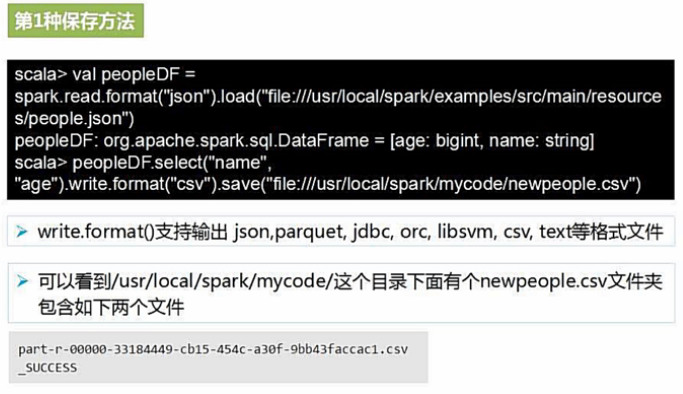 第1种保存方法
scala> val peopleDF =
spark.read.format("json").load("file:///usr/local/spark/examples/src/main/resource
s/people.json")
peopleDF: org.apache.spark.sql.DataFrame = [age: bigint, name: string]
scala> peopleDF.select("name",
"age").write.format("csv").save("file:///usr/local/spark/mycode/newpeople.csv")
write.format()支持输出 json,parquet, jdbc, orc, libsvm, csv, text等格式文件
可以看到/usr/local/spark/mycode/这个目录下面有个newpeople.csv文件夹
包含如下两个文件
part-r-00000-33184449-cb15-454c-a30f-9bb43faccac1.csv
_SUCCESS